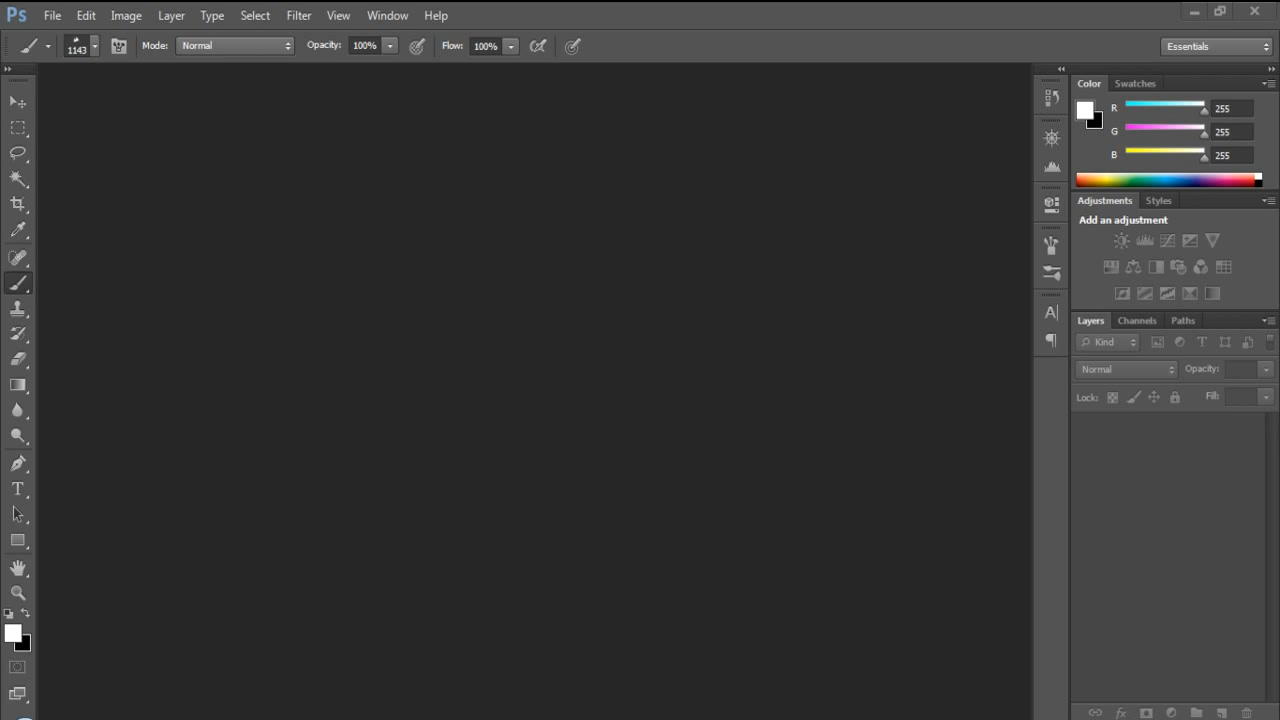 Ps File Edit Image Layer Type Select Filter View Window Help
1143 Mode: Normal Opacity: 100% Flow: 100% Essentials
Color Swatches
R 255
G 255
B 255
Adjustments Styles
Add an adjustment
Layers Channels Paths
Kind T
Normal Opacity:
Lock: Fill:
A
T
fx